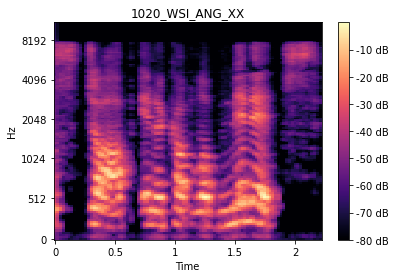 1020_WSI_ANG_XX
8192
4096
2048
1024
512
0
Hz
0
0.5
1
1.5
2
Time
-10 dB
-20 dB
-30 dB
-40 dB
-50 dB
-60 dB
-70 dB
-80 dB